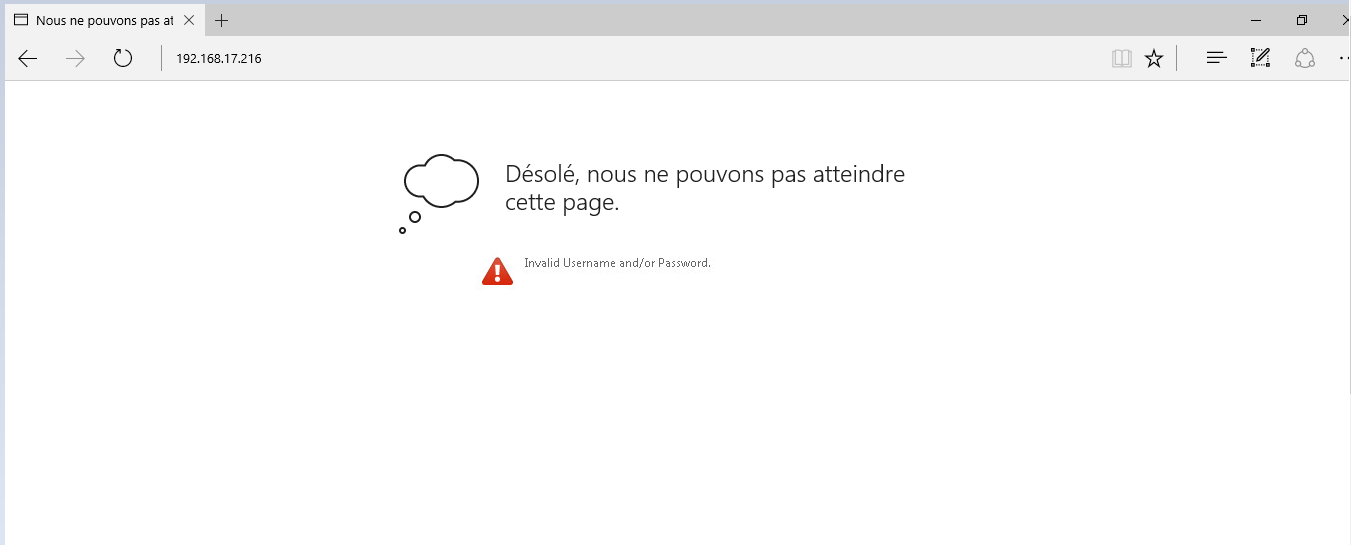 Nous ne pouvons pas at
192.168.17.216
Désolé, nous ne pouvons pas atteindre
cette page.
Invalid Username and/or Password.